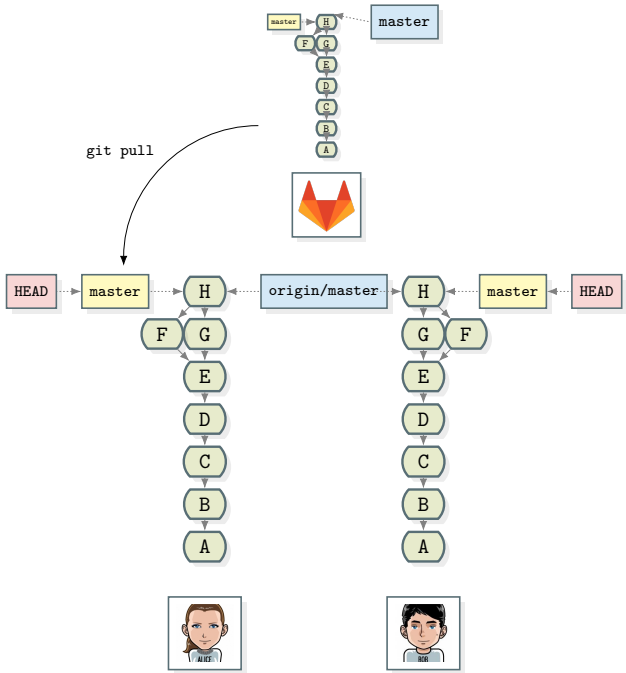 master H master
F G
E
D
C
B
A
git pull
HEAD master H origin/master H master HEAD
F G G F
E E
D D
C C
B B
A A
ALICE BOB